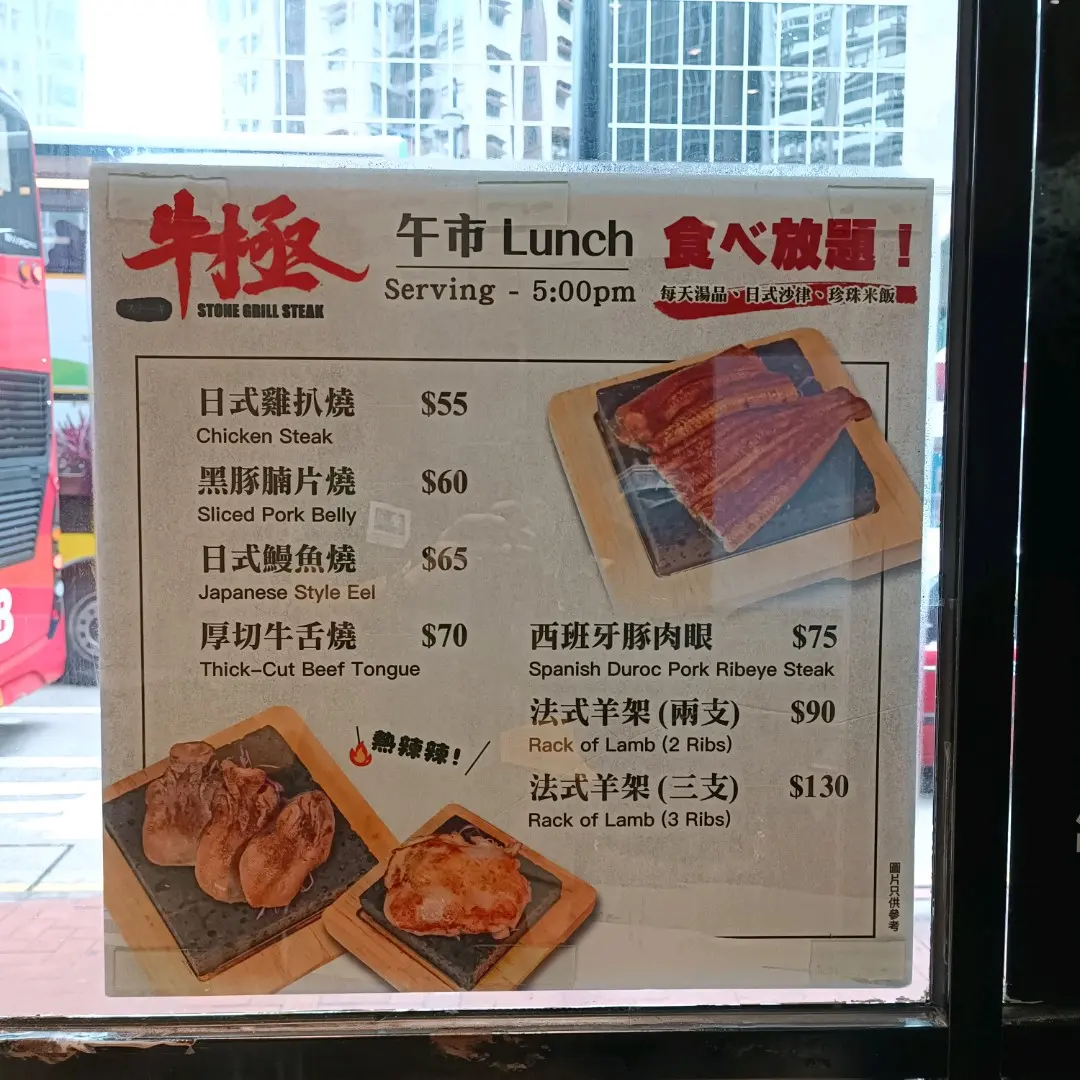 牛極
STONE GRILL STEAK
午市 Lunch
Serving - 5:00pm
食べ放題！
每天湯品、日式沙律、珍珠米飯
日式雞扒燒 $55
Chicken Steak
黑豚腩片燒 $60
Sliced Pork Belly
日式鰻魚燒 $65
Japanese Style Eel
厚切牛舌燒 $70
Thick-Cut Beef Tongue
西班牙豚肉眼 $75
Spanish Duroc Pork Ribeye Steak
法式羊架 (兩支) $90
Rack of Lamb (2 Ribs)
法式羊架 (三支) $130
Rack of Lamb (3 Ribs)
熱辣辣!
圖片只供參考